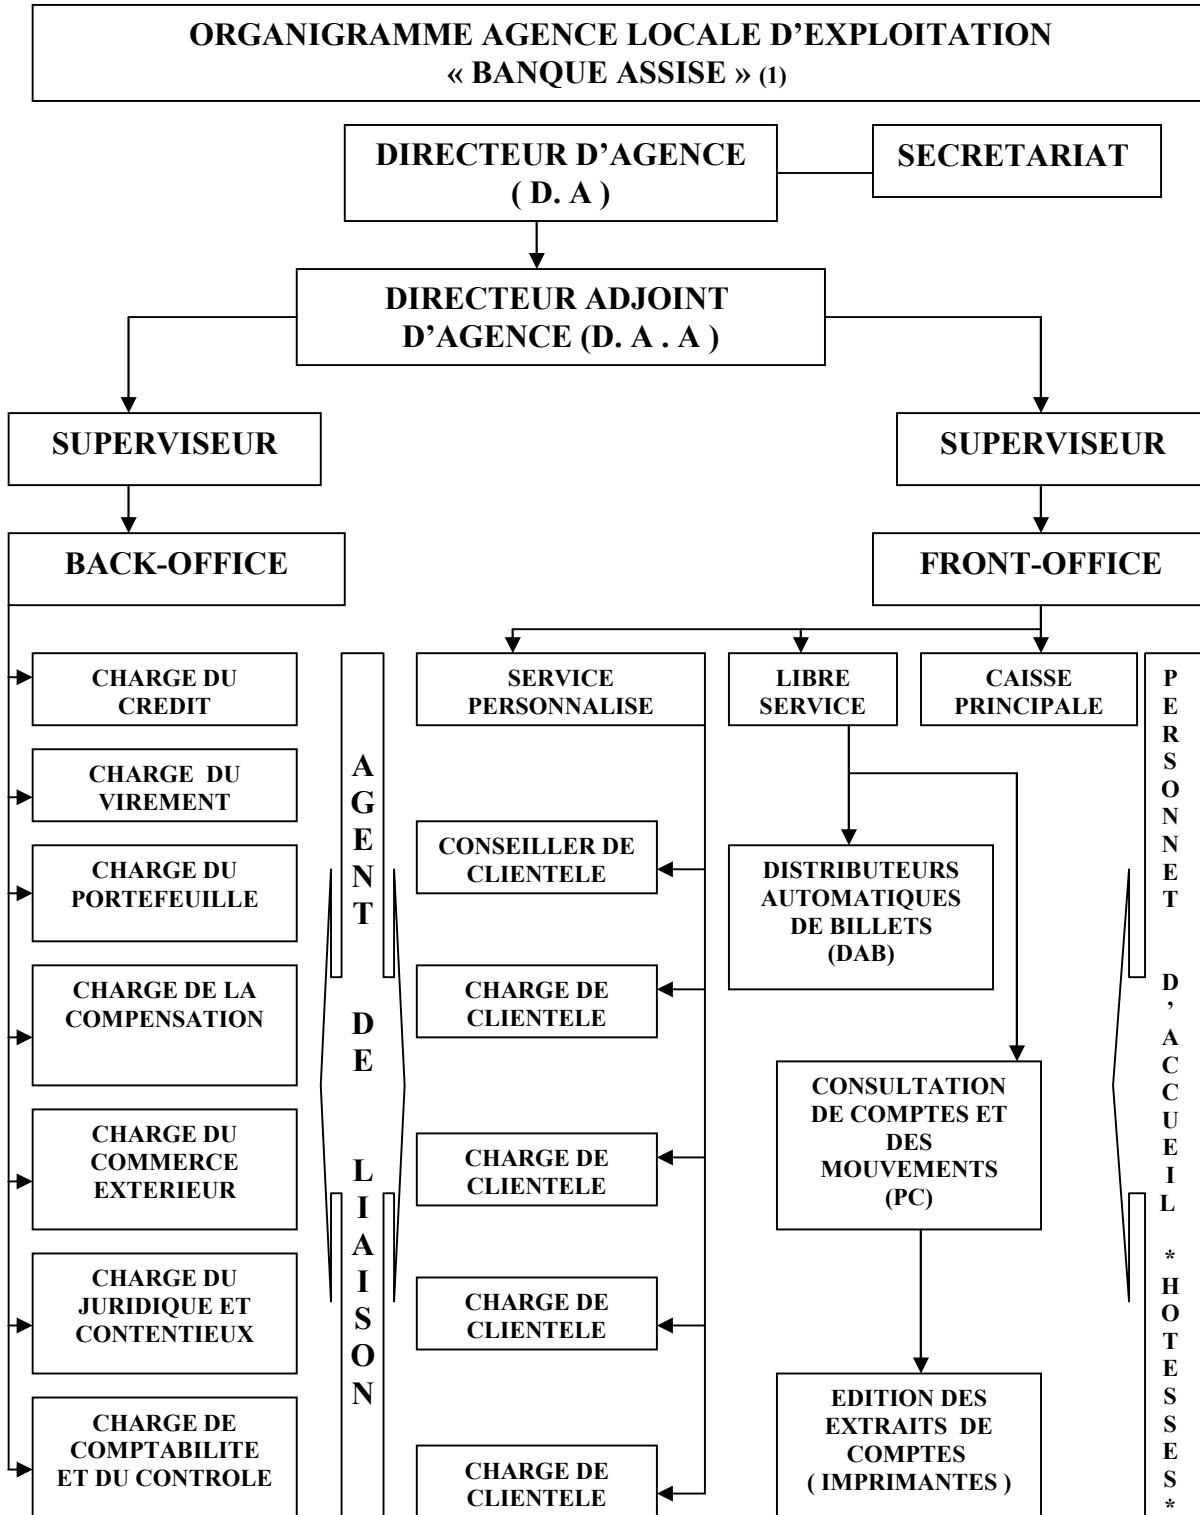 ORGANIGRAMME AGENCE LOCALE D’EXPLOITATION
« BANQUE ASSISE » (1)
DIRECTEUR D’AGENCE
( D. A )
SECRETARIAT
DIRECTEUR ADJOINT
D’AGENCE (D. A . A )
SUPERVISEUR
SUPERVISEUR
BACK-OFFICE
FRONT-OFFICE
CHARGE DU
CREDIT
CHARGE DU
VIREMENT
CHARGE DU
PORTEFEUILLE
CHARGE DE LA
COMPENSATION
CHARGE DU
COMMERCE
EXTERIEUR
CHARGE DU
JURIDIQUE ET
CONTENTIEUX
CHARGE DE
COMPTABILITE
ET DU CONTROLE
AGENT DE LIAISON
SERVICE
PERSONNALISE
CONSEILLER DE
CLIENTELE
CHARGE DE
CLIENTELE
CHARGE DE
CLIENTELE
CHARGE DE
CLIENTELE
CHARGE DE
CLIENTELE
LIBRE
SERVICE
DISTRIBUTEURS
AUTOMATIQUES
DE BILLETS
(DAB)
CONSULTATION
DE COMPTES ET
DES
MOUVEMENTS
(PC)
EDITION DES
EXTRAITS DE
COMPTES
( IMPRIMANTES )
CAISSE
PRINCIPALE
PERSONNET D’ACCUEIL *HOTESSES*